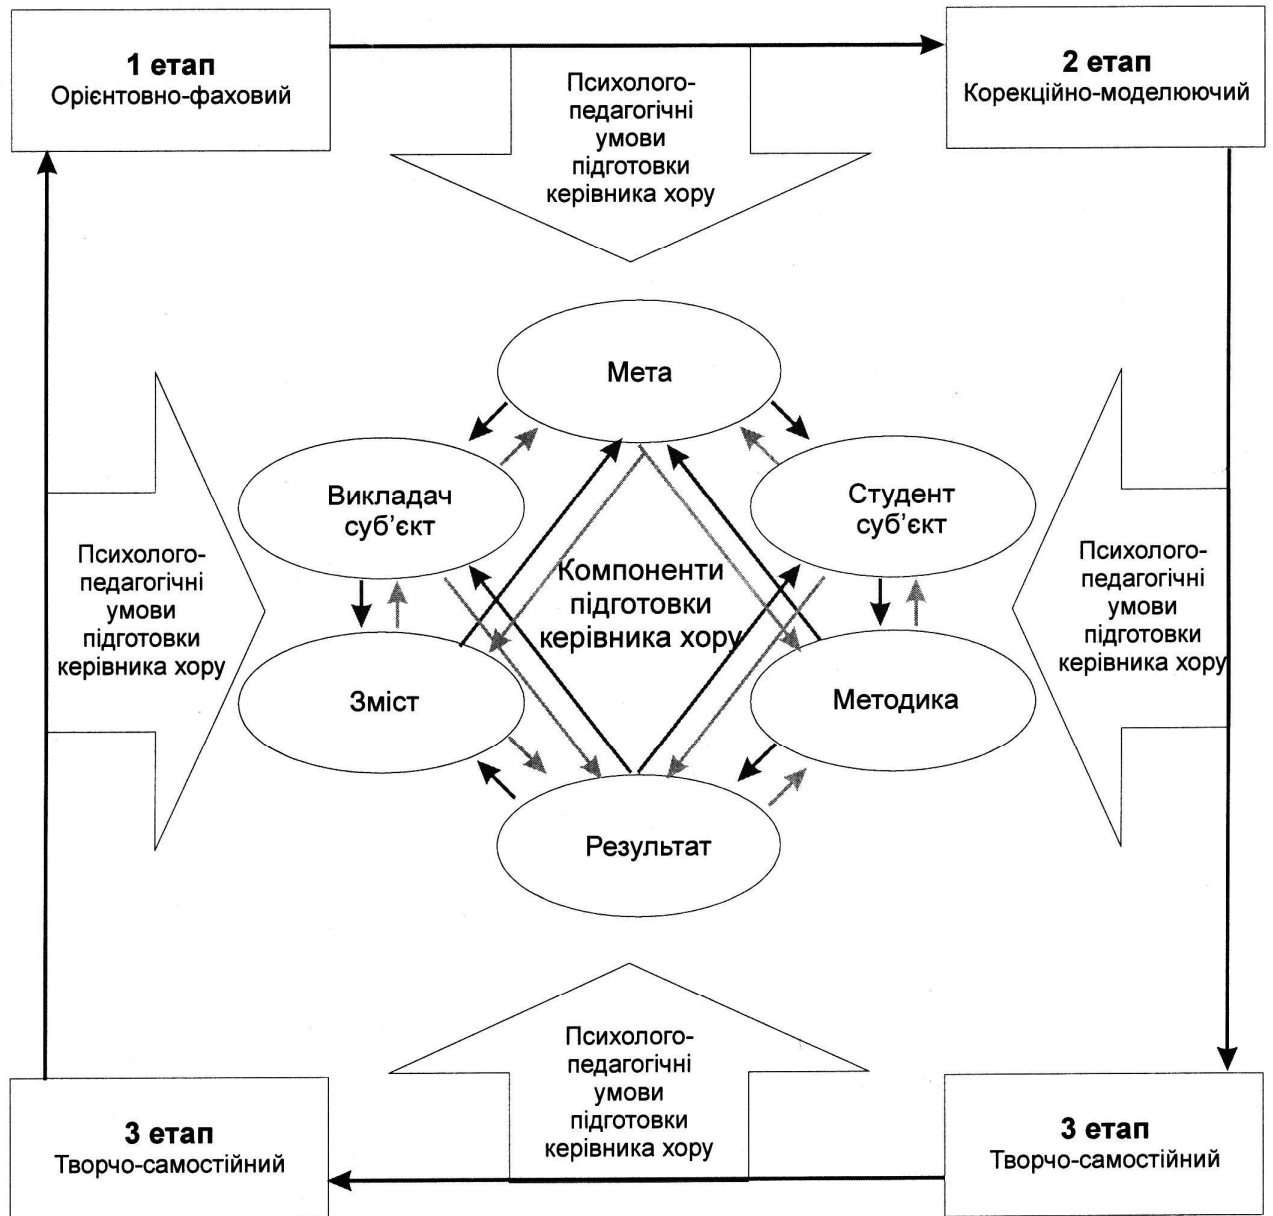 1 етап
Орієнтовно-фаховий
Психолого-
педагогічні
умови
підготовки
керівника хору
2 етап
Корекційно-моделюючий
Мета
Викладач
суб’єкт
Студент
суб’єкт
Психолого-
педагогічні
умови
підготовки
керівника хору
Компоненти
підготовки
керівника хору
Психолого-
педагогічні
умови
підготовки
керівника хору
Зміст
Методика
Результат
Психолого-
педагогічні
умови
підготовки
керівника хору
3 етап
Творчо-самостійний
3 етап
Творчо-самостійний